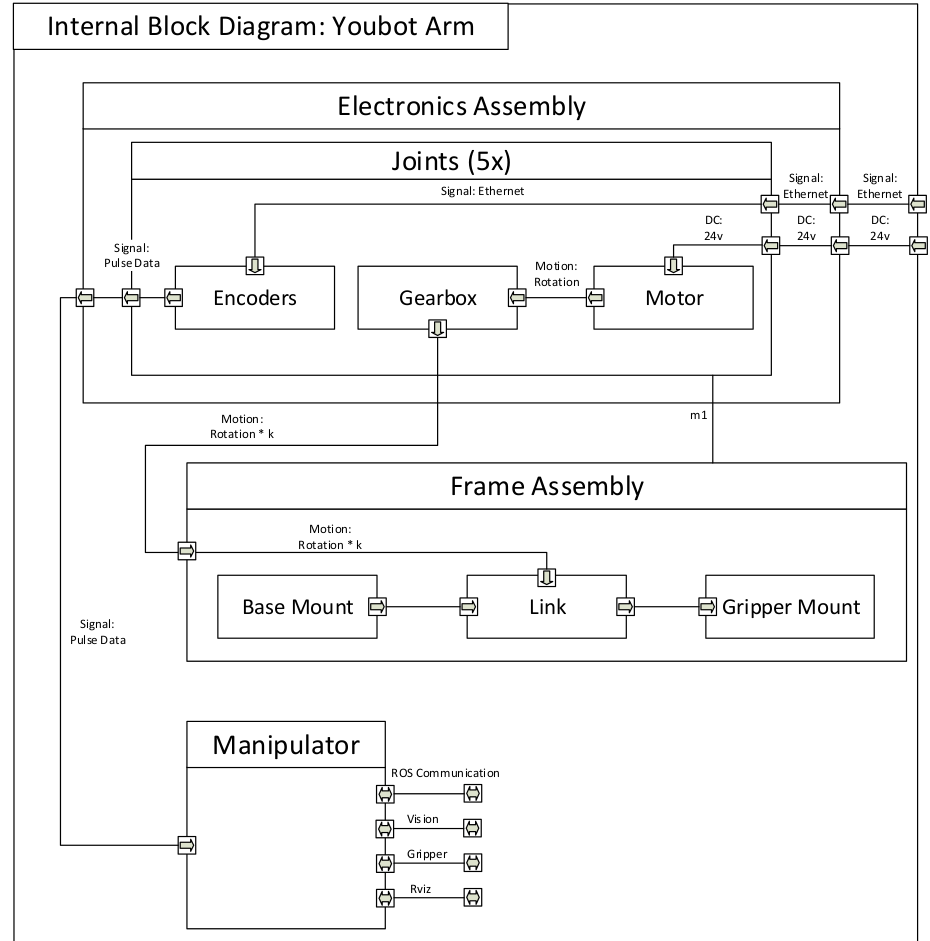 Internal Block Diagram: Youbot Arm
Electronics Assembly
Joints (5x)
Signal: Ethernet
Signal:
Ethernet
Signal:
Ethernet
DC:
24v
DC:
24v
DC:
24v
Signal:
Pulse Data
Encoders
Gearbox
Motion:
Rotation
Motor
Motion:
Rotation * k
m1
Frame Assembly
Motion:
Rotation * k
Base Mount
Link
Gripper Mount
Signal:
Pulse Data
Manipulator
ROS Communication
Vision
Gripper
Rviz